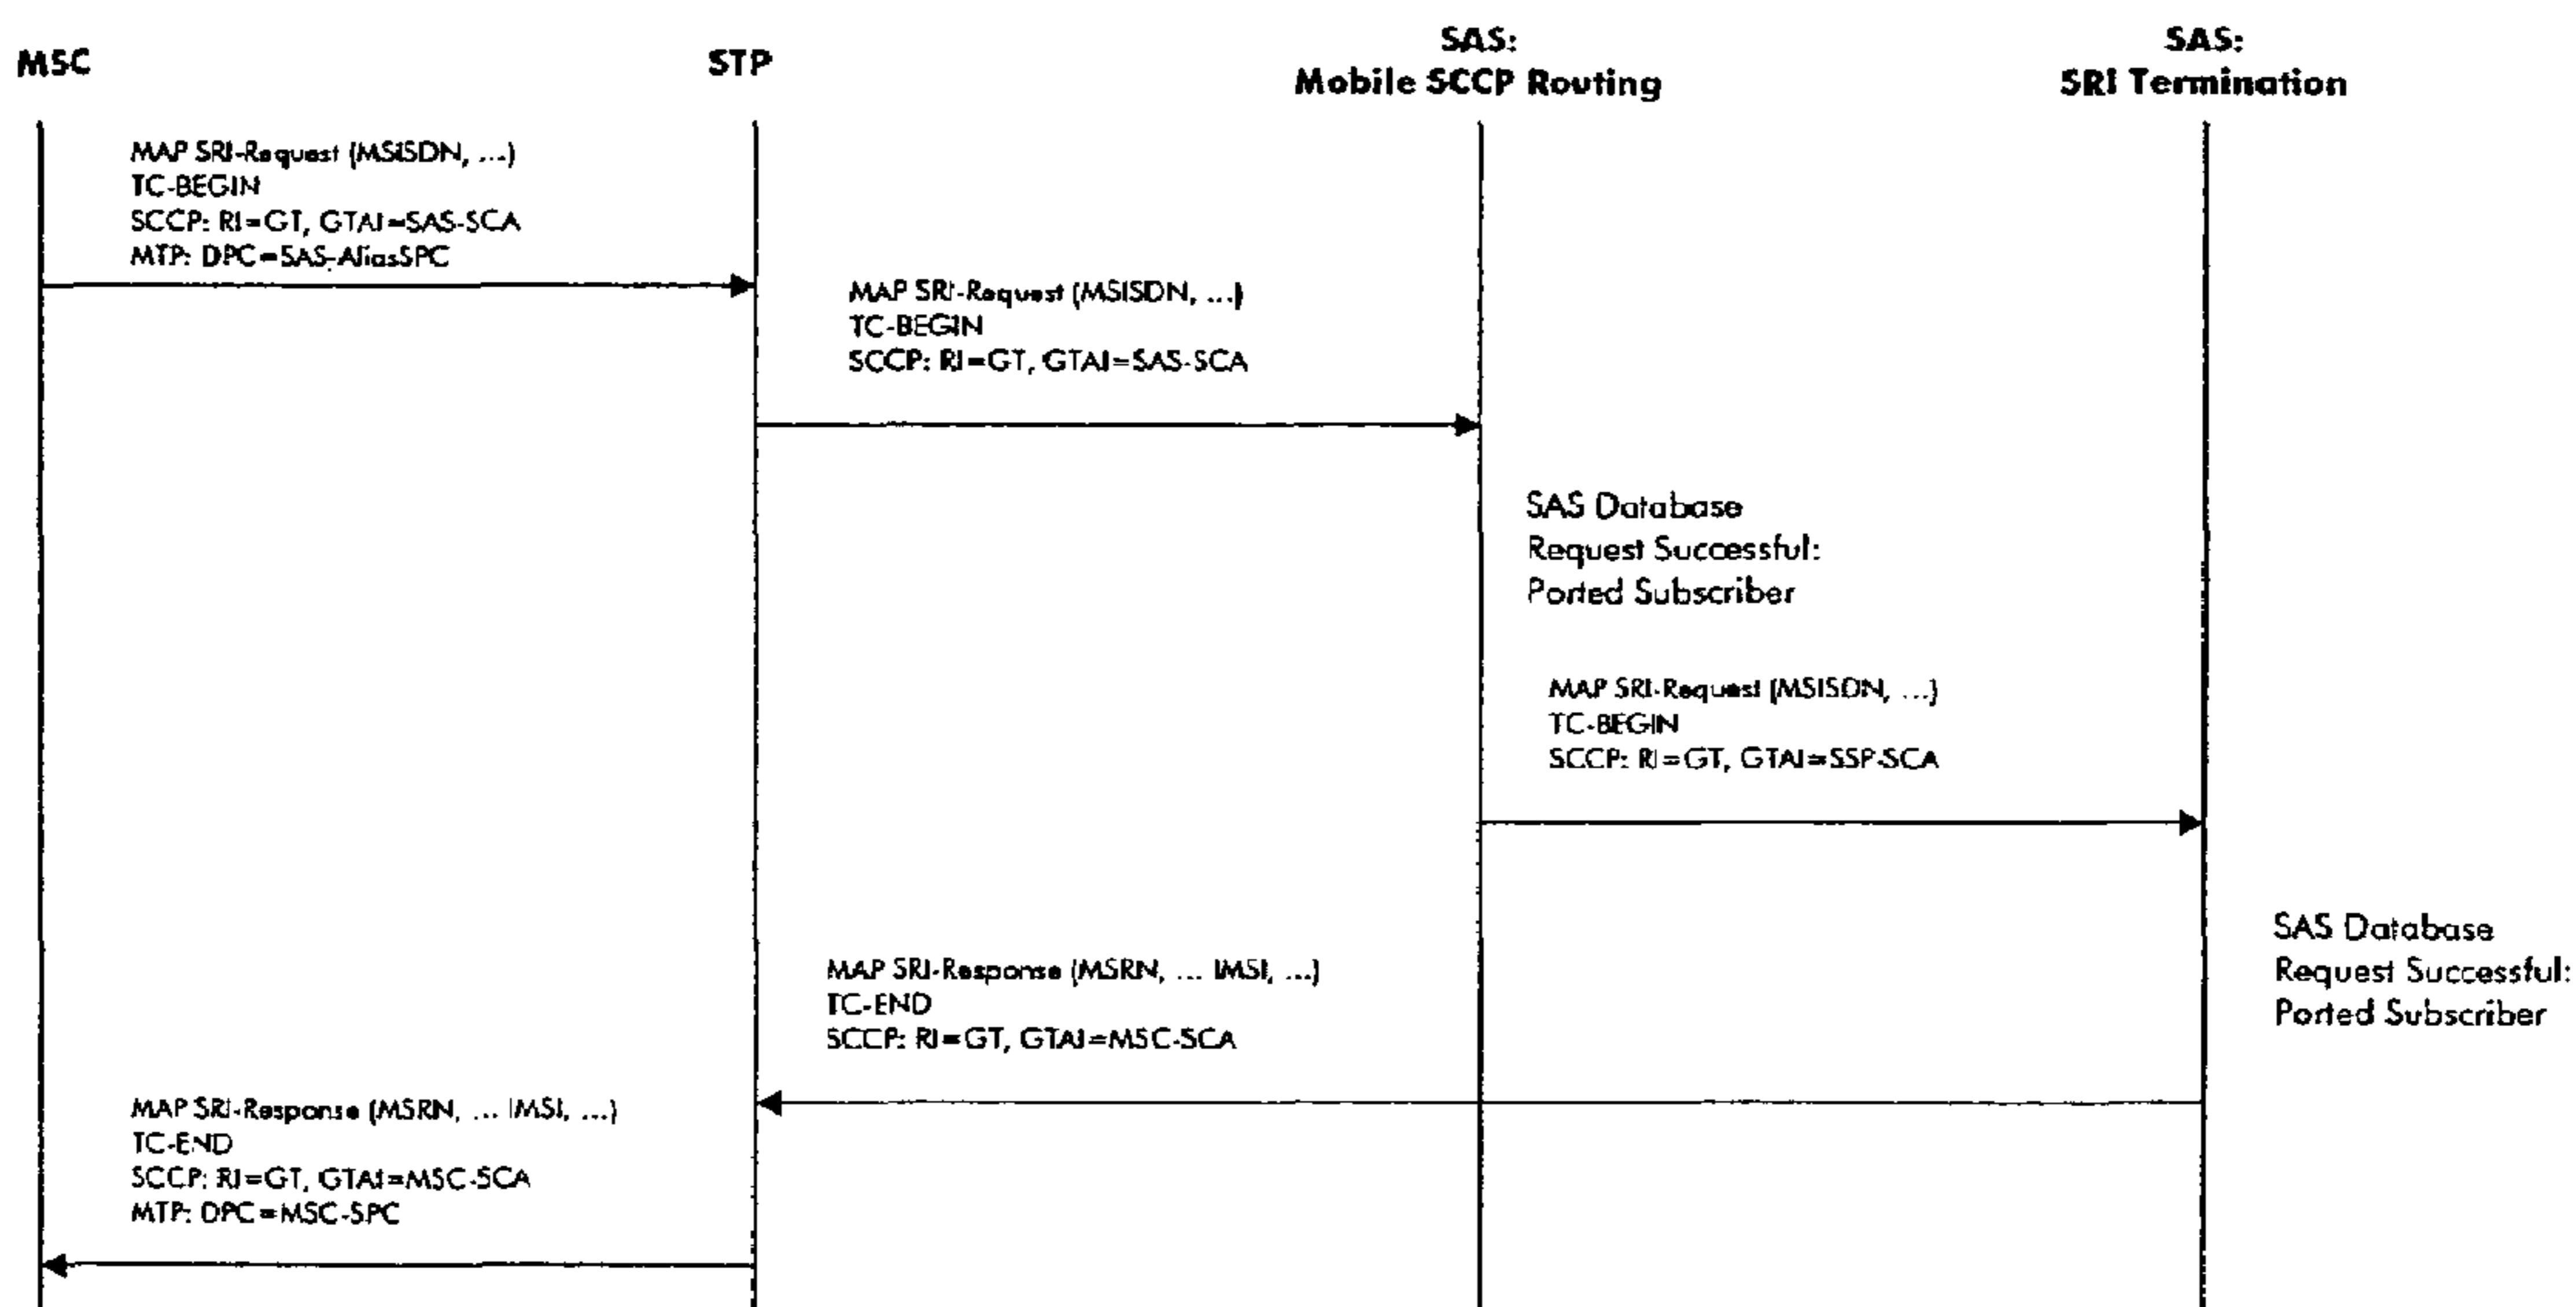 MSC
STP
SAS:
Mobile SCCP Routing
SAS:
SRI Termination
MAP SRI-Request (MSISDN, ...)
TC-BEGIN
SCCP: RI=GT, GTAI=SAS-SCA
MTP: DPC=SAS-AliasSPC
MAP SRI-Request (MSISDN, ...)
TC-BEGIN
SCCP: RI=GT, GTAI=SAS-SCA
SAS Database
Request Successful:
Ported Subscriber
MAP SRI-Request (MSISDN, ...)
TC-BEGIN
SCCP: RI=GT, GTAI=SSP-SCA
SAS Database
Request Successful:
Ported Subscriber
MAP SRI-Response (MSRN, ... IMSI, ...)
TC-END
SCCP: RI=GT, GTAI=MSC-SCA
MAP SRI-Response (MSRN, ... IMSI, ...)
TC-END
SCCP: RI=GT, GTAI=MSC-SCA
MTP: DPC=MSC-SPC